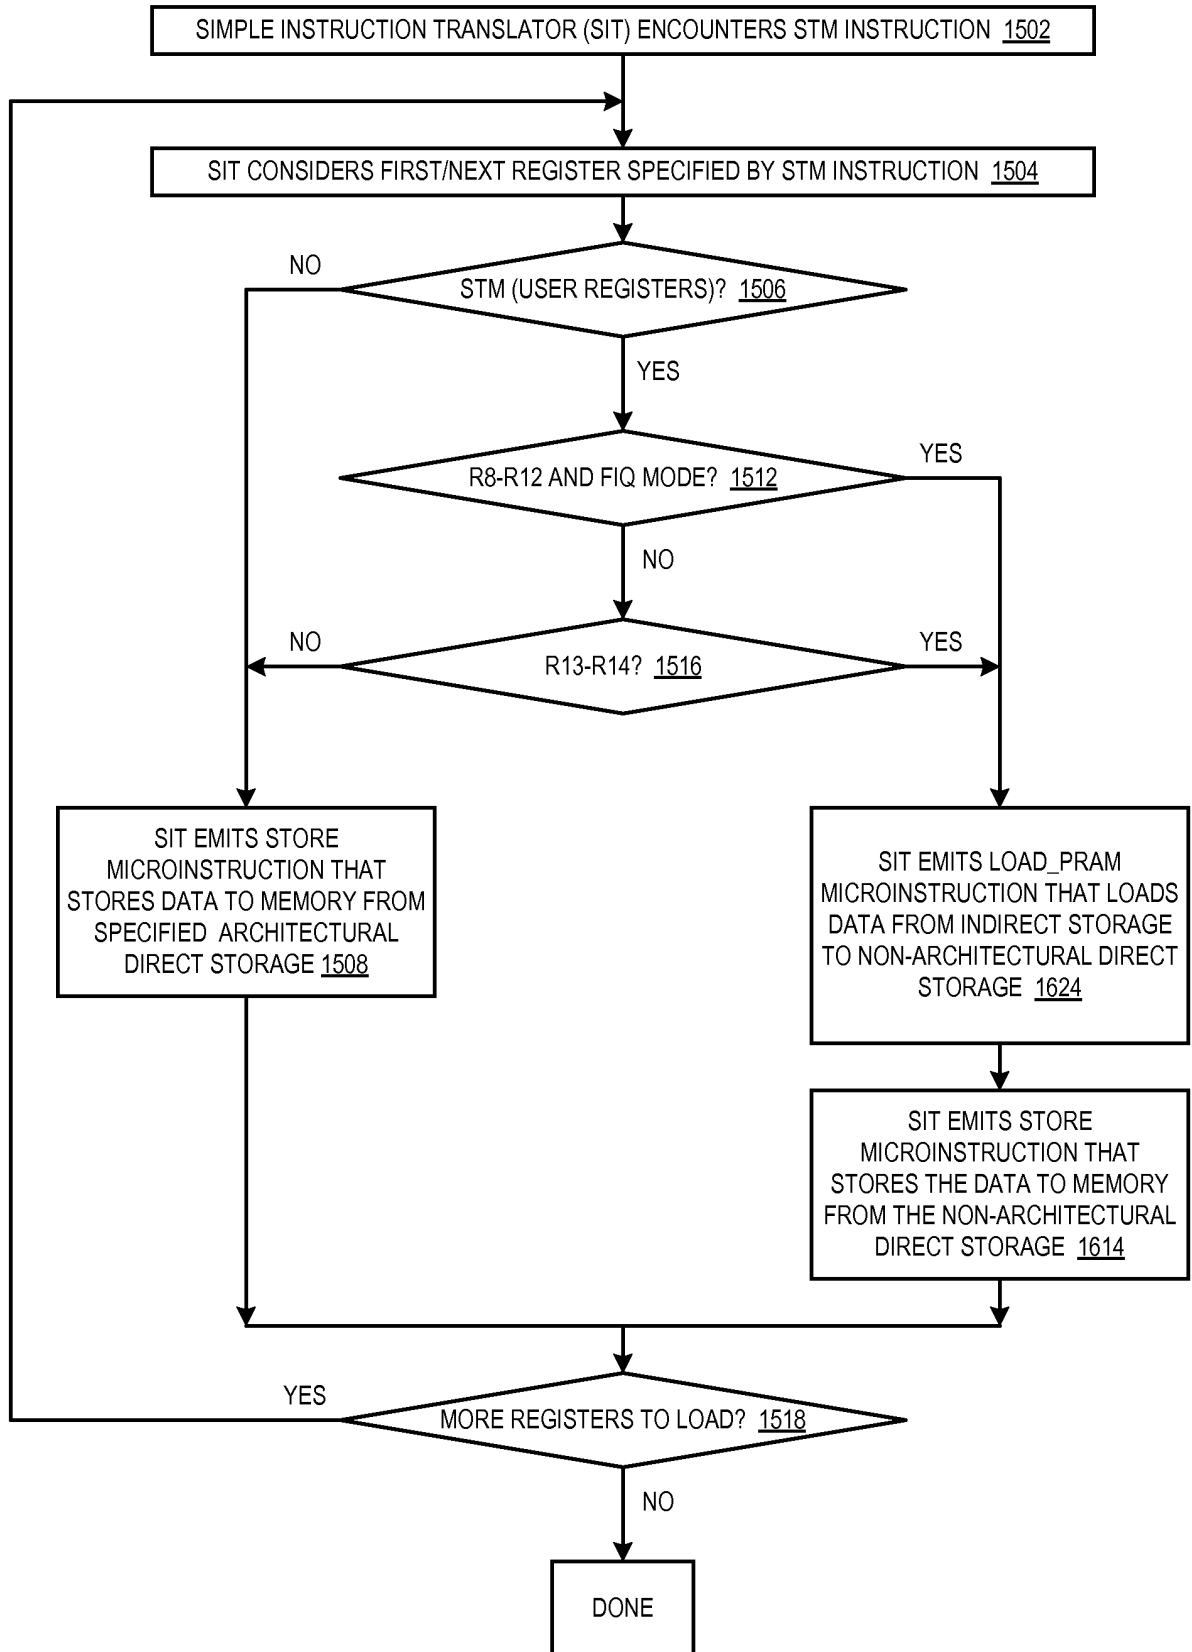 SIMPLE INSTRUCTION TRANSLATOR (SIT) ENCOUNTERS STM INSTRUCTION 1502
SIT CONSIDERS FIRST/NEXT REGISTER SPECIFIED BY STM INSTRUCTION 1504
NO
STM (USER REGISTERS)? 1506
YES
R8-R12 AND FIQ MODE? 1512
YES
NO
NO
R13-R14? 1516
YES
SIT EMITS STORE
MICROINSTRUCTION THAT
STORES DATA TO MEMORY FROM
SPECIFIED ARCHITECTURAL
DIRECT STORAGE 1508
SIT EMITS LOAD_PRAM
MICROINSTRUCTION THAT LOADS
DATA FROM INDIRECT STORAGE
TO NON-ARCHITECTURAL DIRECT
STORAGE 1624
SIT EMITS STORE
MICROINSTRUCTION THAT
STORES THE DATA TO MEMORY
FROM THE NON-ARCHITECTURAL
DIRECT STORAGE 1614
YES
MORE REGISTERS TO LOAD? 1518
NO
DONE